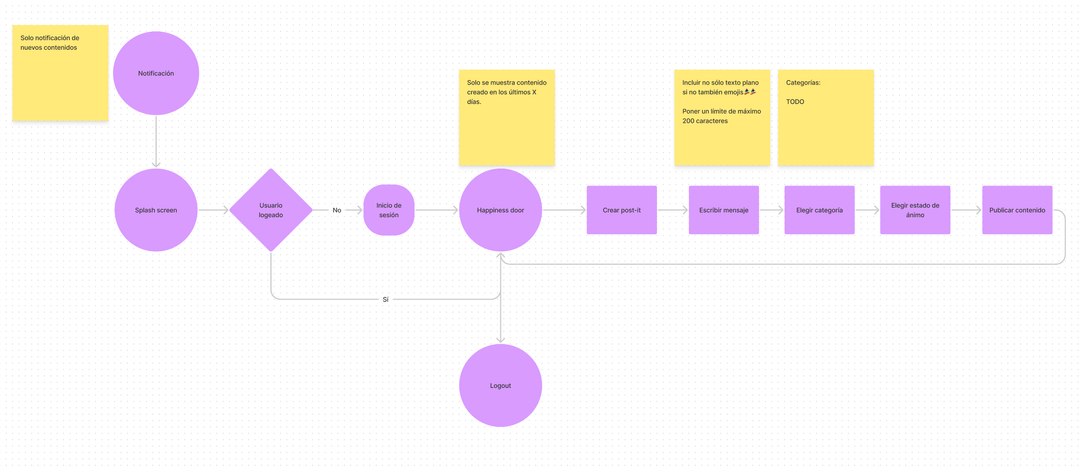 Solo notificación de
nuevos contenidos
Notificación
Solo se muestra contenido
creado en los últimos X
días.
Incluir no sólo texto plano
si no también emojis🏂🏂
Poner un límite de máximo
200 caracteres
Categorías:
TODO
Splash screen
Usuario
logeado
No
Inicio de
sesión
Happiness door
Crear post-it
Escribir mensaje
Elegir categoría
Elegir estado de
ánimo
Publicar contenido
Sí
Logout